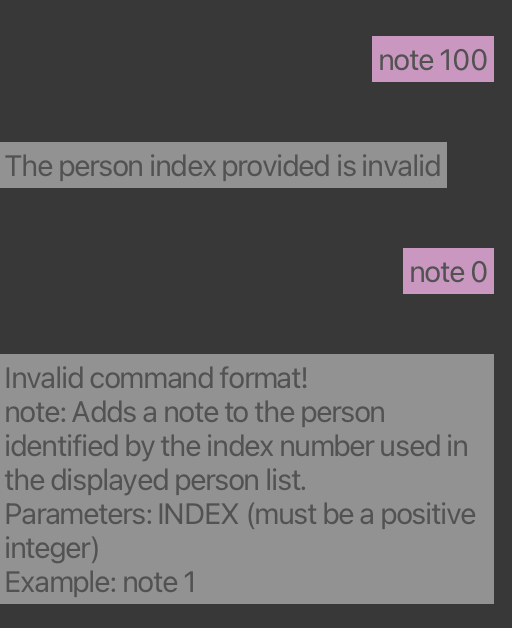 note 100
The person index provided is invalid
note 0
Invalid command format!
note: Adds a note to the person
identified by the index number used in
the displayed person list.
Parameters: INDEX (must be a positive
integer)
Example: note 1